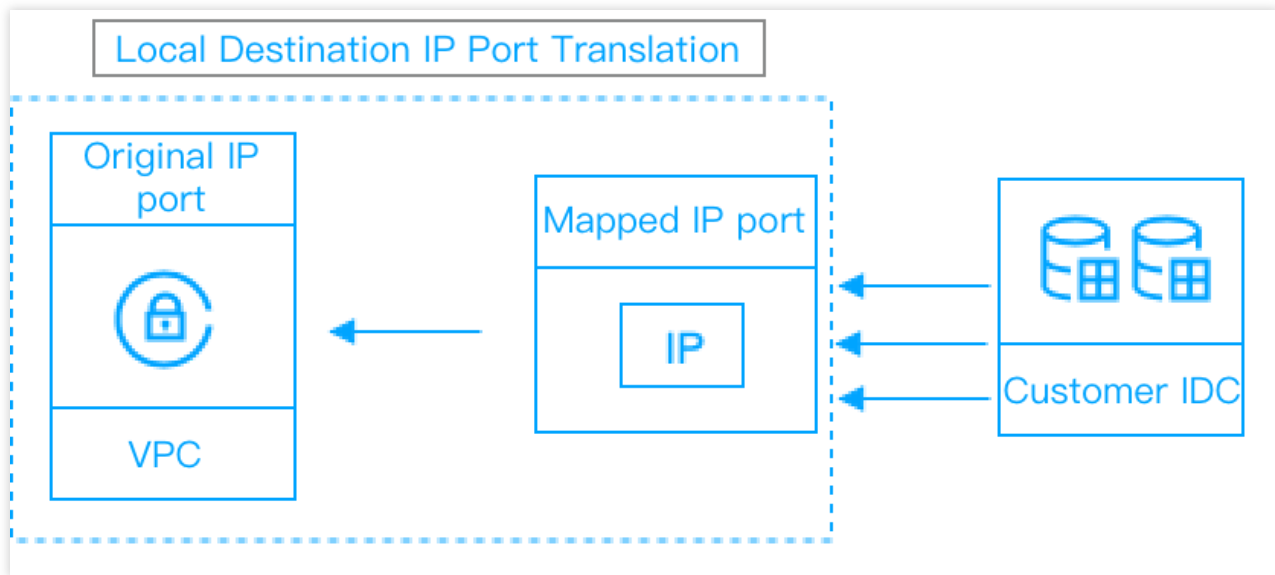 Local Destination IP Port Translation
Original IP
port
Mapped IP port
IP
Customer IDC
VPC